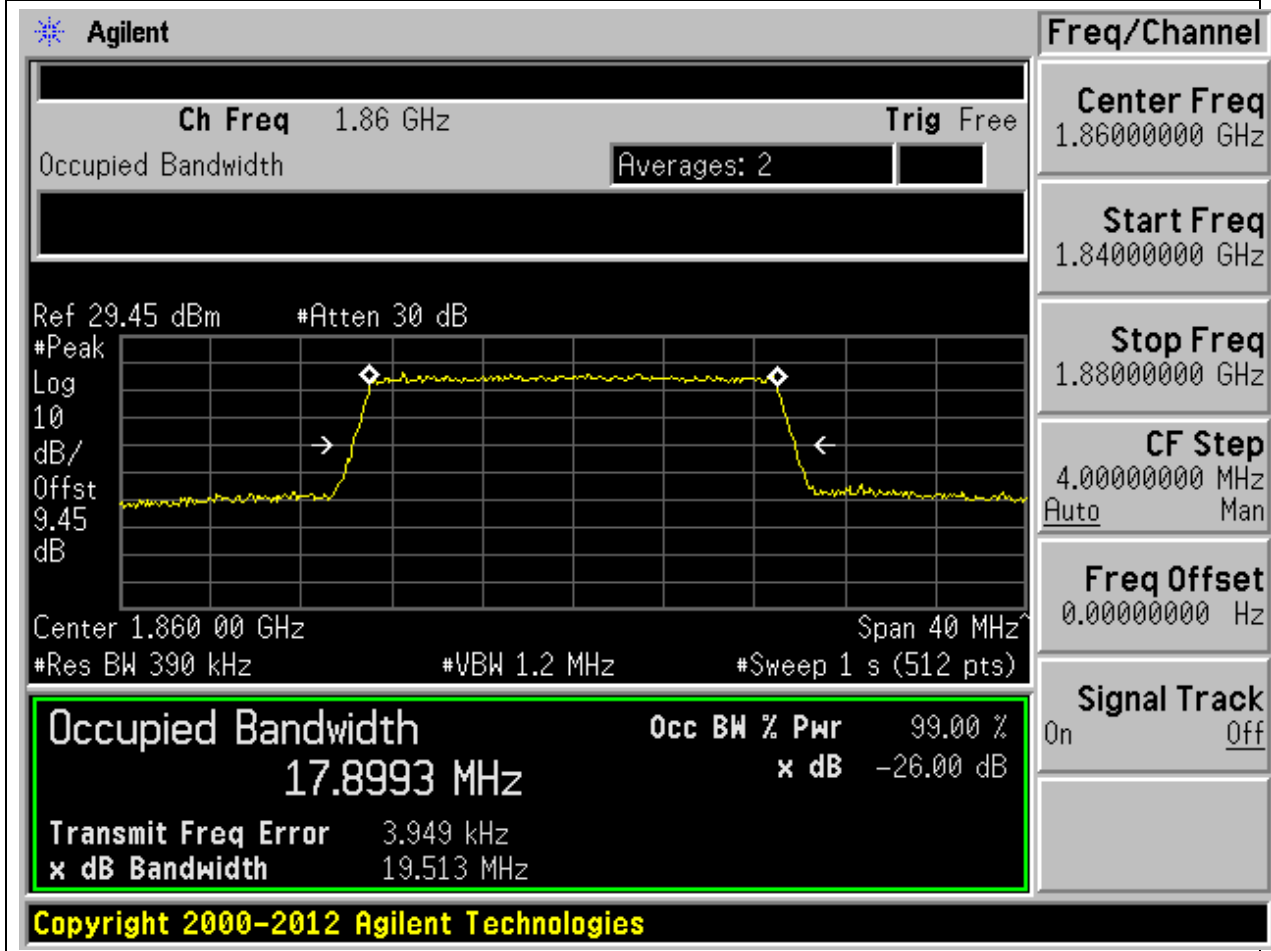 Agilent
Freq/Channel
Ch Freq 1.86 GHz Trig Free
Occupied Bandwidth Averages: 2
Ref 29.45 dBm #Atten 30 dB
#Peak
Log
10
dB/
Offst
9.45
dB
Center 1.860 00 GHz Span 40 MHz^
#Res BW 390 kHz #VBW 1.2 MHz #Sweep 1 s (512 pts)
Occupied Bandwidth
17.8993 MHz
Occ BW % Pwr 99.00 %
x dB -26.00 dB
Transmit Freq Error 3.949 kHz
x dB Bandwidth 19.513 MHz
Center Freq
1.86000000 GHz
Start Freq
1.84000000 GHz
Stop Freq
1.88000000 GHz
CF Step
4.00000000 MHz
Auto Man
Freq Offset
0.00000000 Hz
Signal Track
On Off
Copyright 2000-2012 Agilent Technologies